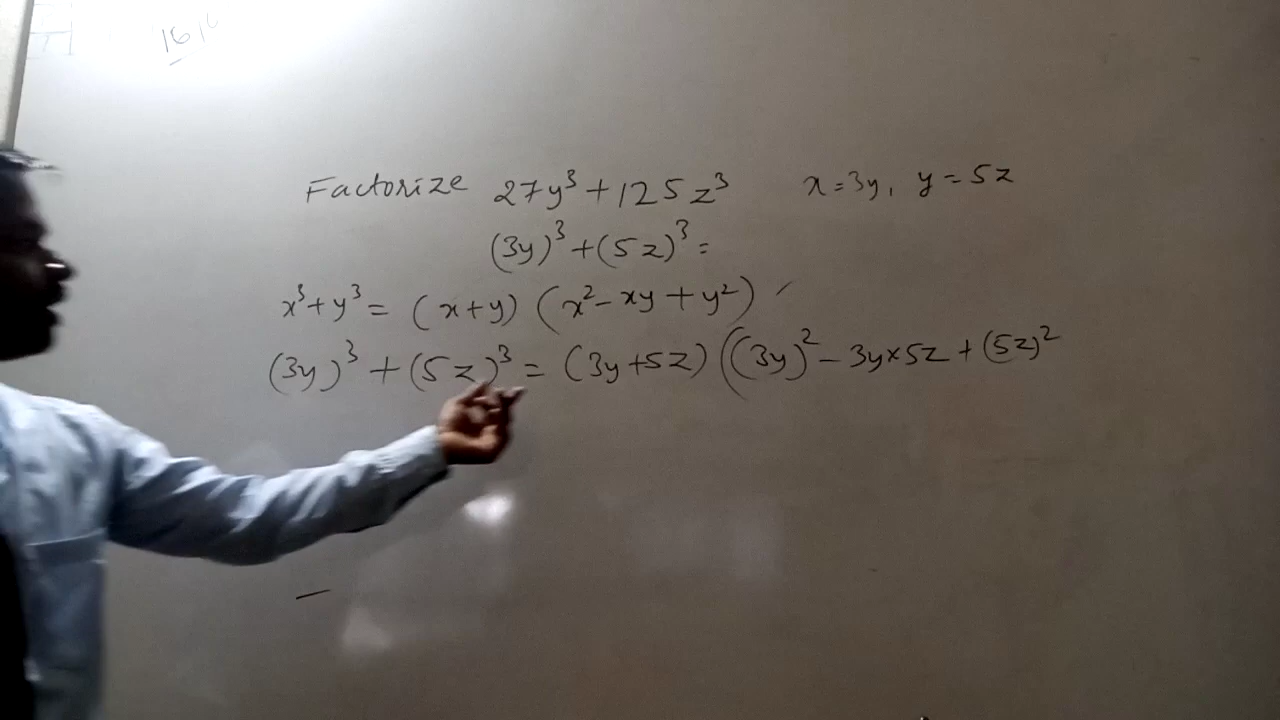 16
Factorize 27y³ + 125z³ x = 3y, y = 5z
(3y)³ + (5z)³ =
x³ + y³ = (x + y) (x² - xy + y²)
(3y)³ + (5z)³ = (3y + 5z) ((3y)² - 3y × 5z + (5z)²